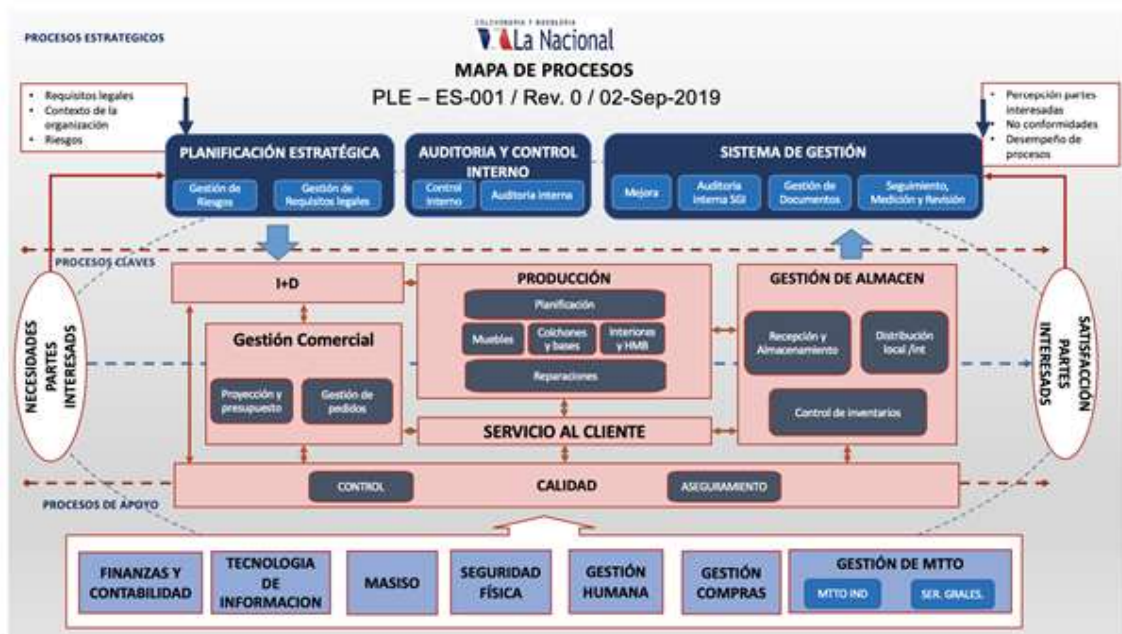 PROCESOS ESTRATEGICOS
COLCHONERIA Y MUEBLERIA
La Nacional
MAPA DE PROCESOS
PLE – ES-001 / Rev. 0 / 02-Sep-2019
• Requisitos legales
• Contexto de la
organización
• Riesgos
• Percepción partes
interesadas
• No conformidades
• Desempeño de
procesos
PLANIFICACIÓN ESTRATÉGICA
Gestión de
Riesgos
Gestión de
Requisitos legales
AUDITORIA Y CONTROL
INTERNO
Control
Interno
Auditoria interna
SISTEMA DE GESTIÓN
Mejora
Auditoria
Interna SGI
Gestión de
Documentos
Seguimiento,
Medición y Revisión
PROCESOS CLAVES
NECESIDADES
PARTES
INTERESADOS
I+D
Gestión Comercial
Proyección y
presupuesto
Gestión de
pedidos
PRODUCCIÓN
Planificación
Muebles
Colchones
y bases
Interiores
y HMB
Reparaciones
SERVICIO AL CLIENTE
GESTIÓN DE ALMACEN
Recepción y
Almacenamiento
Distribución
local /int
Control de inventarios
SATISFACCIÓN
PARTES
INTERESADS
CONTROL
CALIDAD
ASEGURAMIENTO
PROCESOS DE APOYO
FINANZAS Y
CONTABILIDAD
TECNOLOGIA
DE
INFORMACION
MASISO
SEGURIDAD
FÍSICA
GESTIÓN
HUMANA
GESTIÓN
COMPRAS
GESTIÓN DE MTTO
MTTO IND
SER. GRALES.